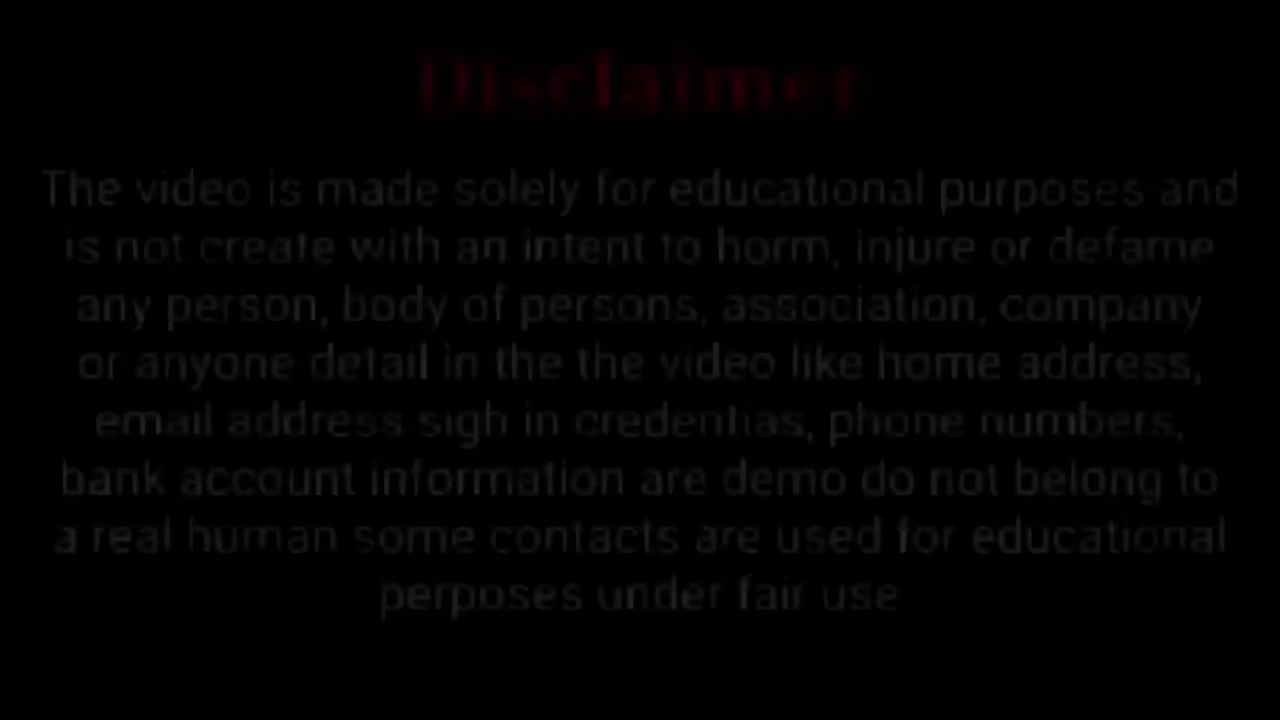 Disclaimer
The video is made solely for educational purposes and
is not create with an intent to horm, injure or defame
any person, body of persons, association, company
or anyone detail in the the video like home address,
email address sigh in credentias, phone numbers,
bank account information are demo do not belong to
a real human some contacts are used for educational
perposes under fair use